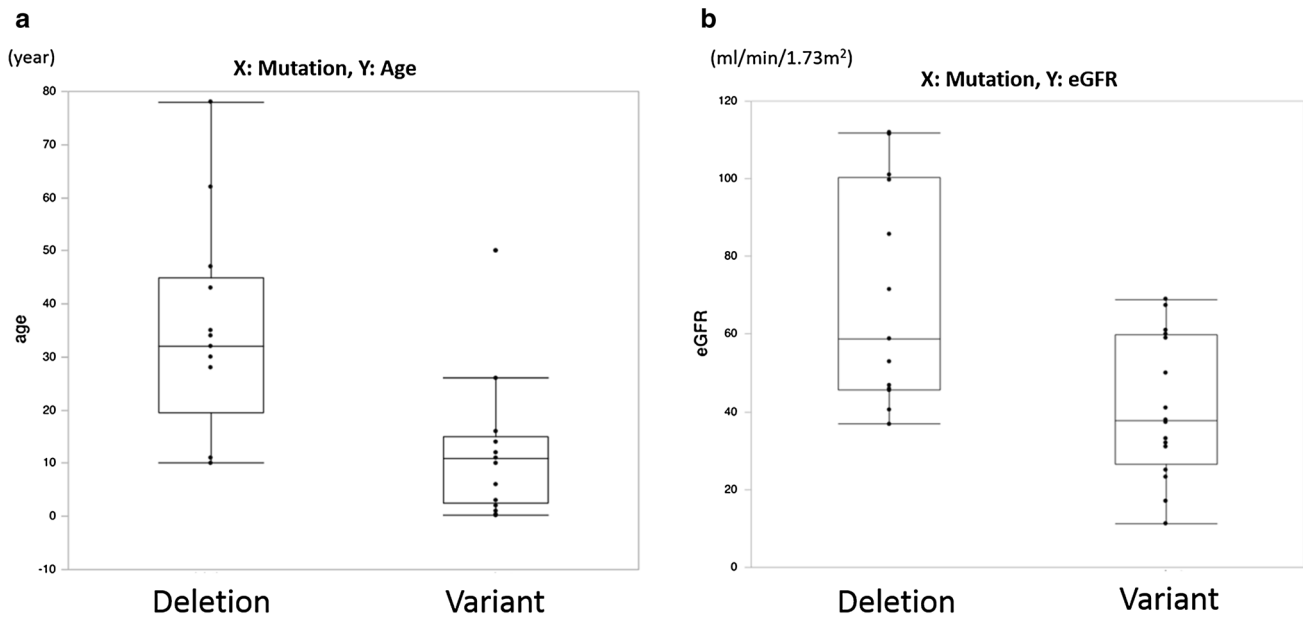 a
(year)
X: Mutation, Y: Age
80
70
60
50
40
30
20
10
0
-10
age
Deletion
Variant
b
(ml/min/1.73m²)
X: Mutation, Y: eGFR
120
100
80
60
40
20
0
eGFR
Deletion
Variant